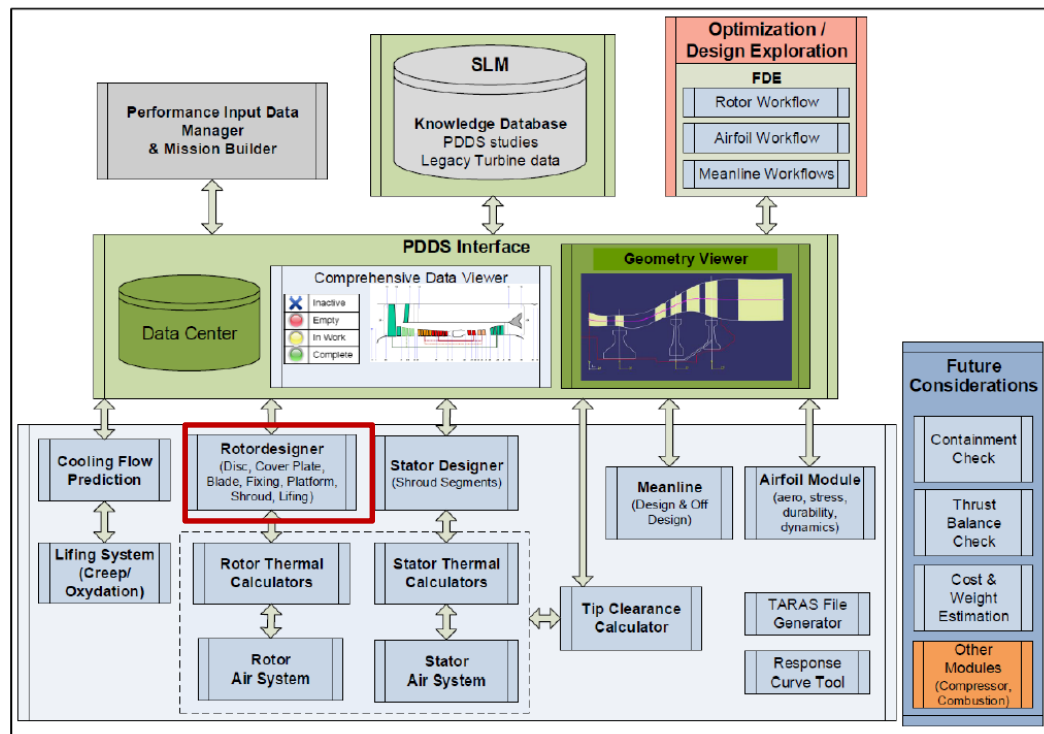 Optimization /
Design Exploration
FDE
Rotor Workflow
Airfoil Workflow
Meanline Workflows
SLM
Knowledge Database
PDDS studies
Legacy Turbine data
Performance Input Data
Manager
& Mission Builder
PDDS Interface
Data Center
Comprehensive Data Viewer
Inactive
Empty
In Work
Complete
Geometry Viewer
Cooling Flow
Prediction
Lifing System
(Creep/
Oxydation)
Rotordesigner
(Disc, Cover Plate,
Blade, Fixing, Platform,
Shroud, Lifing)
Rotor Thermal
Calculators
Rotor
Air System
Stator Designer
(Shroud Segments)
Stator Thermal
Calculators
Stator
Air System
Tip Clearance
Calculator
Meanline
(Design & Off
Design)
Airfoil Module
(aero, stress,
durability,
dynamics)
TARAS File
Generator
Response
Curve Tool
Future
Considerations
Containment
Check
Thrust
Balance
Check
Cost &
Weight
Estimation
Other
Modules
(Compressor,
Combustion)